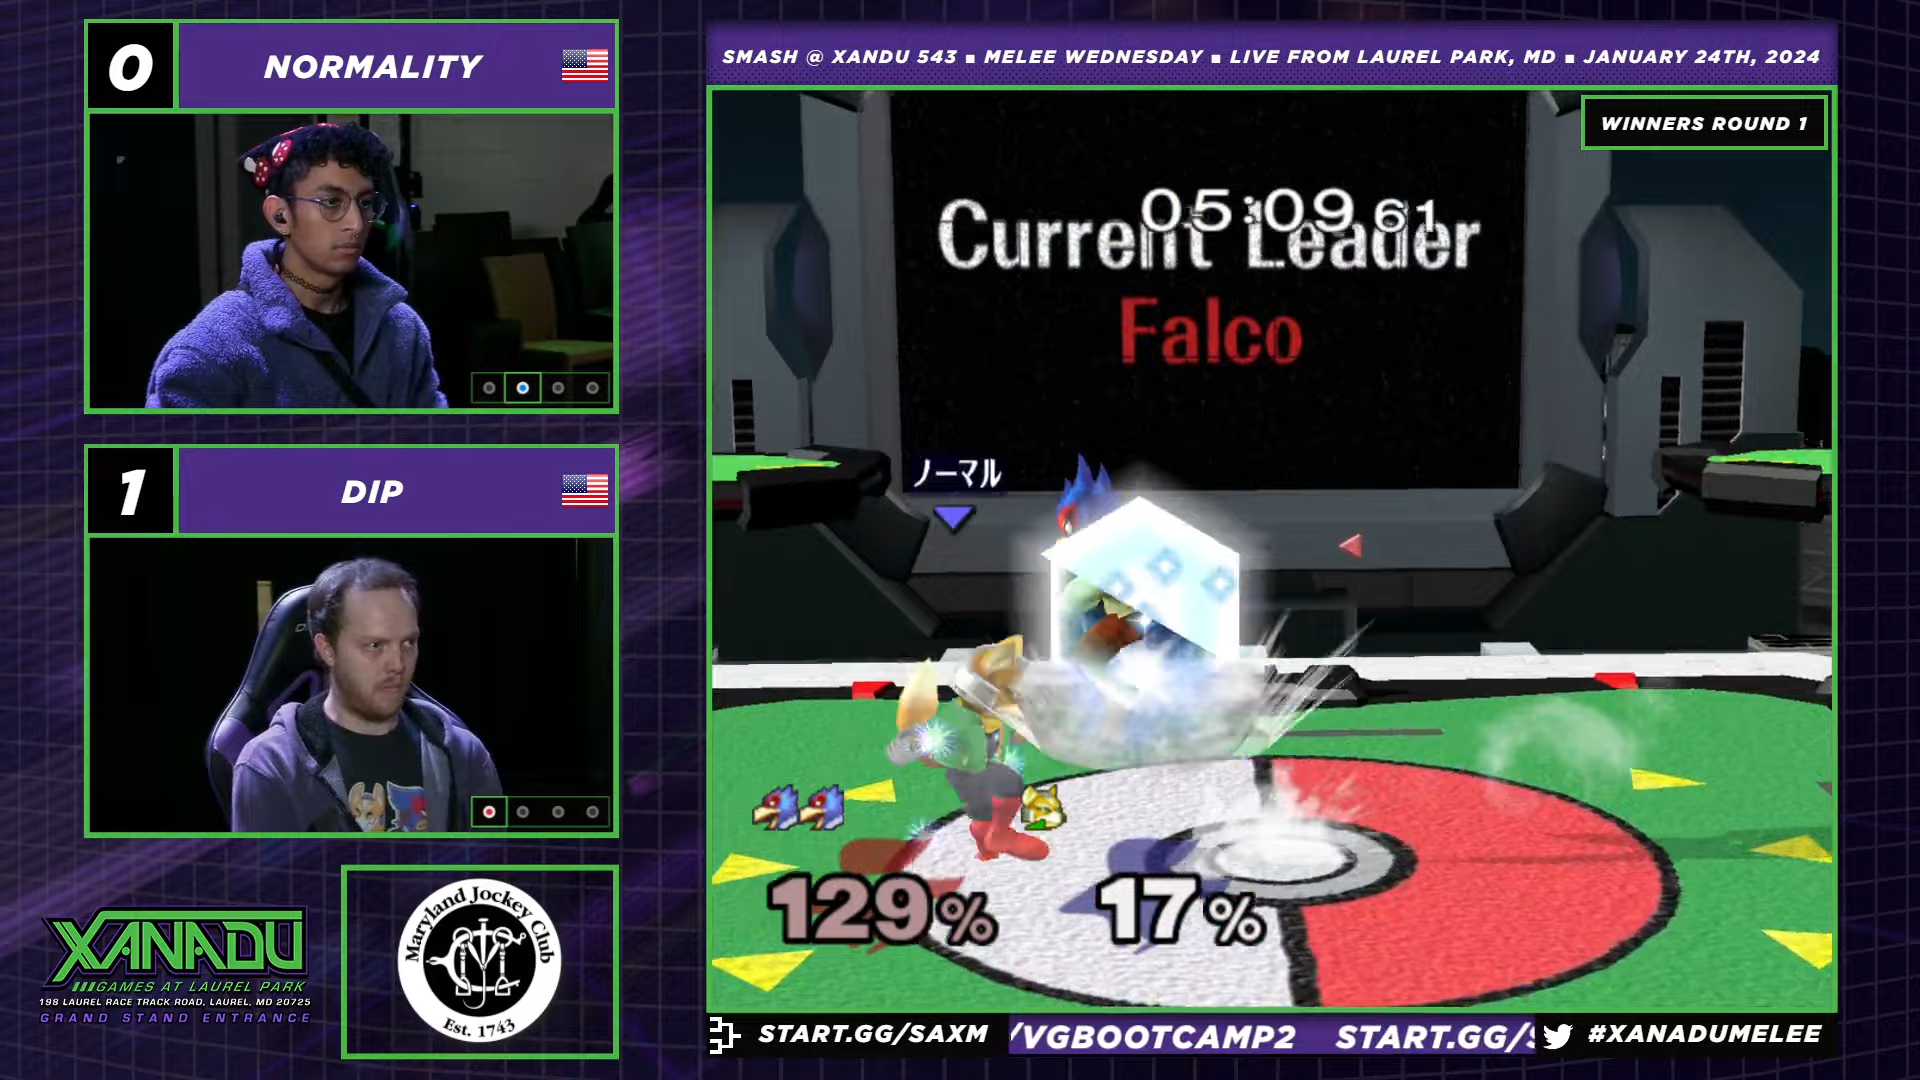 0
NORMALITY
1
DIP
XANADU
GAMES AT LAUREL PARK
198 LAUREL RACE TRACK ROAD, LAUREL, MD 20725
GRAND STAND ENTRANCE
Maryland Jockey Club
Est. 1743
SMASH @ XANDU 543 ■ MELEE WEDNESDAY ■ LIVE FROM LAUREL PARK, MD ■ JANUARY 24TH, 2024
WINNERS ROUND 1
05:09 61
Current Leader
Falco
ノーマル
129% 17%
START.GG/SAXM /VGBOOTCAMP2 START.GG/S #XANADUMELEE